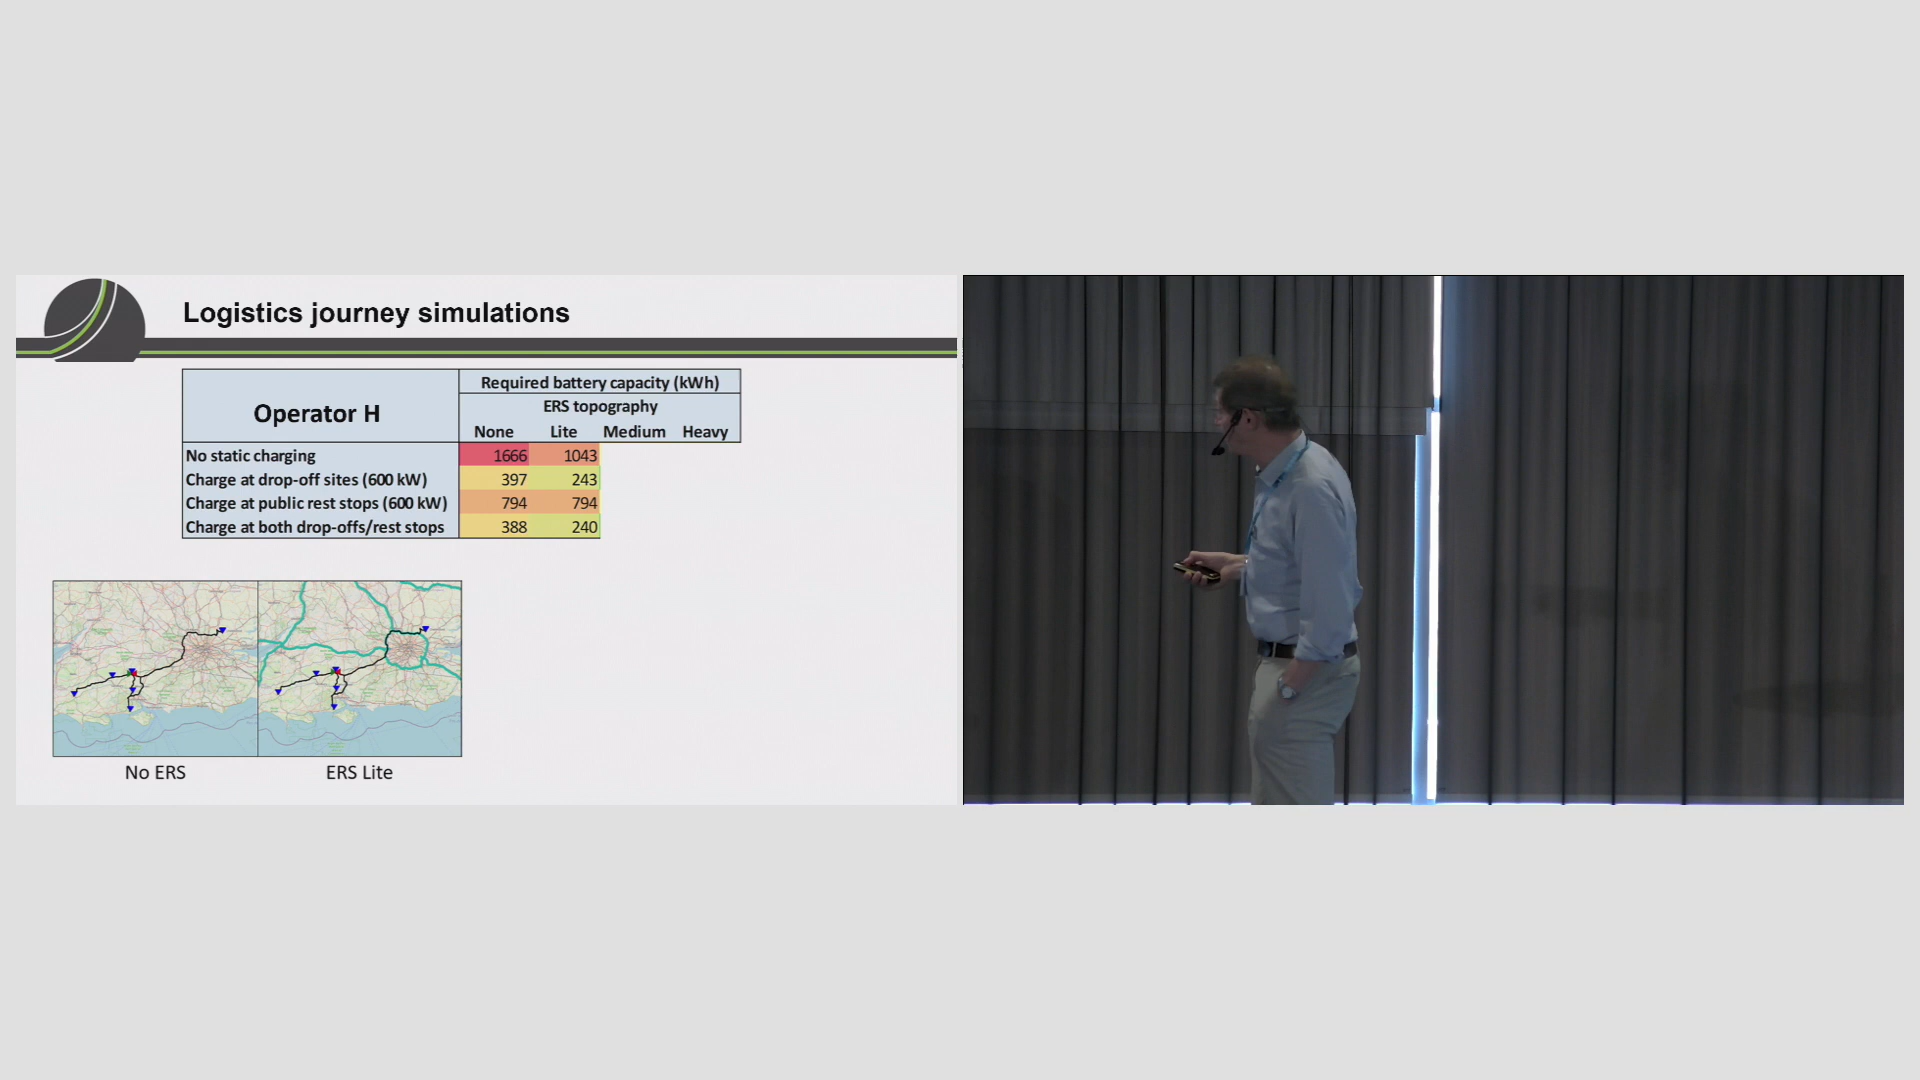 Logistics journey simulations
Operator H
Required battery capacity (kWh)
ERS topography
None Lite Medium Heavy
No static charging 1666 1043
Charge at drop-off sites (600 kW) 397 243
Charge at public rest stops (600 kW) 794 794
Charge at both drop-offs/rest stops 388 240
No ERS
ERS Lite